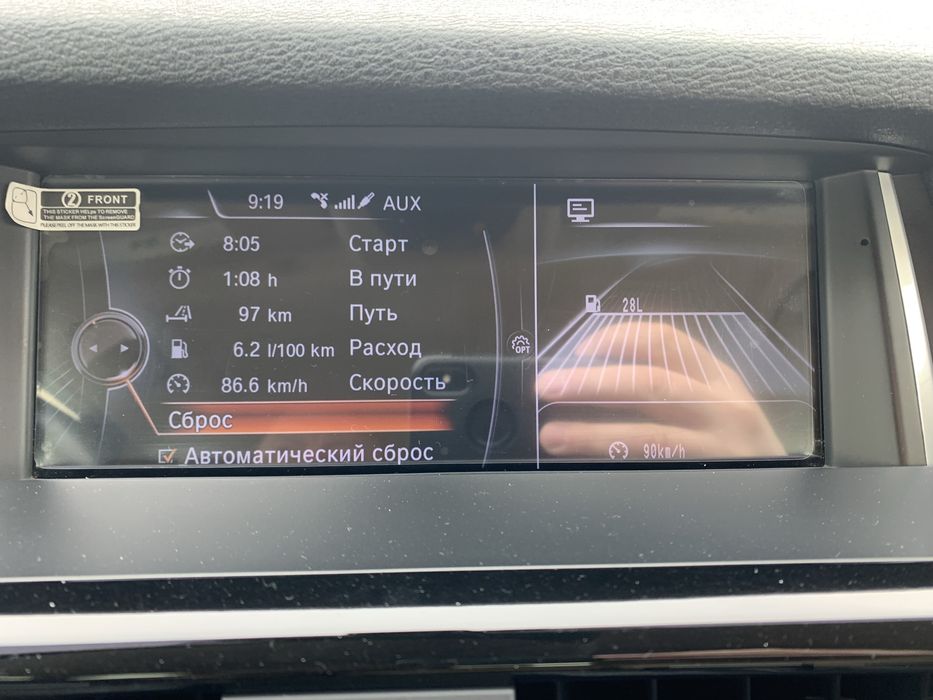 2 FRONT
THIS STICKER HELPS TO REMOVE
THE MASK FROM THE ScreenGUARD
PLEASE PEEL OFF THE MASK WITH THIS STICKER
9:19 AUX
8:05 Старт
1:08 h В пути
97 km Путь
6.2 l/100 km Расход
86.6 km/h Скорость
Сброс
Автоматический сброс
OPT
28L
90km/h